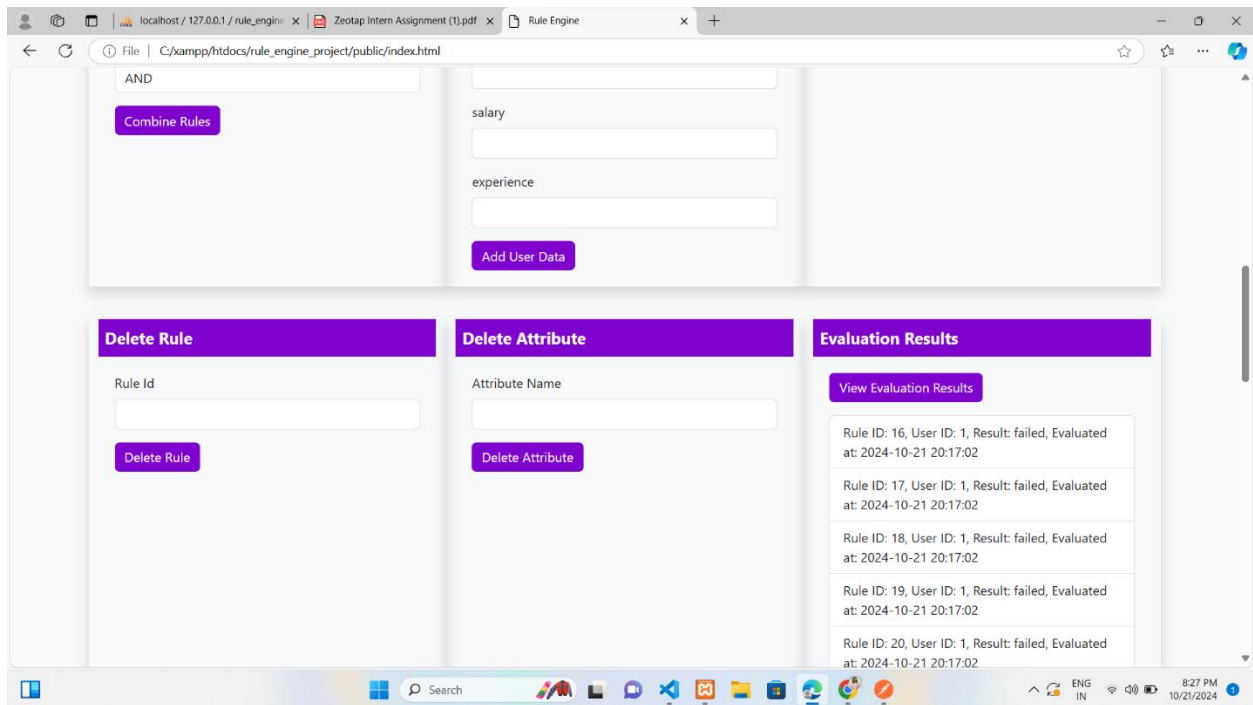 localhost / 127.0.0.1 / rule_engine
Zeotap Intern Assignment (1).pdf
Rule Engine
File
C:/xampp/htdocs/rule_engine_project/public/index.html
AND
Combine Rules
salary
experience
Add User Data
Delete Rule
Rule Id
Delete Rule
Delete Attribute
Attribute Name
Delete Attribute
Evaluation Results
View Evaluation Results
Rule ID: 16, User ID: 1, Result: failed, Evaluated
at: 2024-10-21 20:17:02
Rule ID: 17, User ID: 1, Result: failed, Evaluated
at: 2024-10-21 20:17:02
Rule ID: 18, User ID: 1, Result: failed, Evaluated
at: 2024-10-21 20:17:02
Rule ID: 19, User ID: 1, Result: failed, Evaluated
at: 2024-10-21 20:17:02
Rule ID: 20, User ID: 1, Result: failed, Evaluated
at: 2024-10-21 20:17:02
Search
ENG
IN
8:27 PM
10/21/2024
1